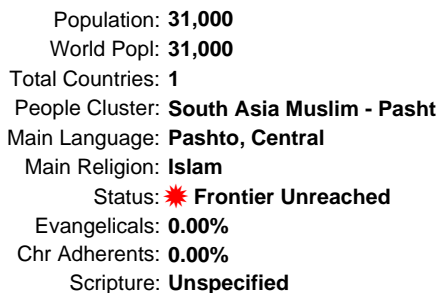 Population: 31,000
World Popl: 31,000
Total Countries: 1
People Cluster: South Asia Muslim - Pasht
Main Language: Pashto, Central
Main Religion: Islam
Status: Frontier Unreached
Evangelicals: 0.00%
Chr Adherents: 0.00%
Scripture: Unspecified